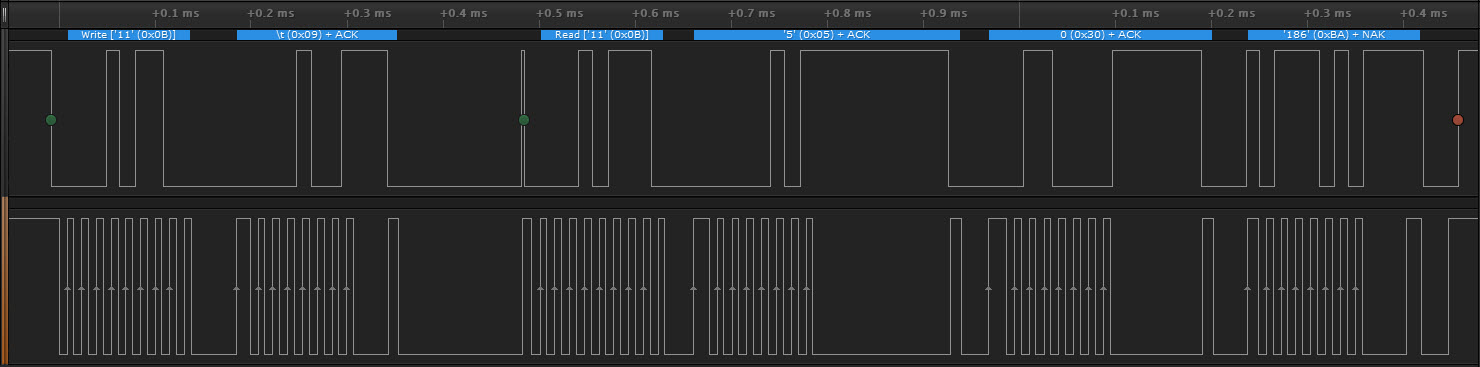 +0.1 ms +0.2 ms +0.3 ms +0.4 ms +0.5 ms +0.6 ms +0.7 ms +0.8 ms +0.9 ms +0.1 ms +0.2 ms +0.3 ms +0.4 ms
Write ['11' (0x0B)] \t (0x09) + ACK Read ['11' (0x0B)] '5' (0x05) + ACK 0 (0x30) + ACK '186' (0xBA) + NAK